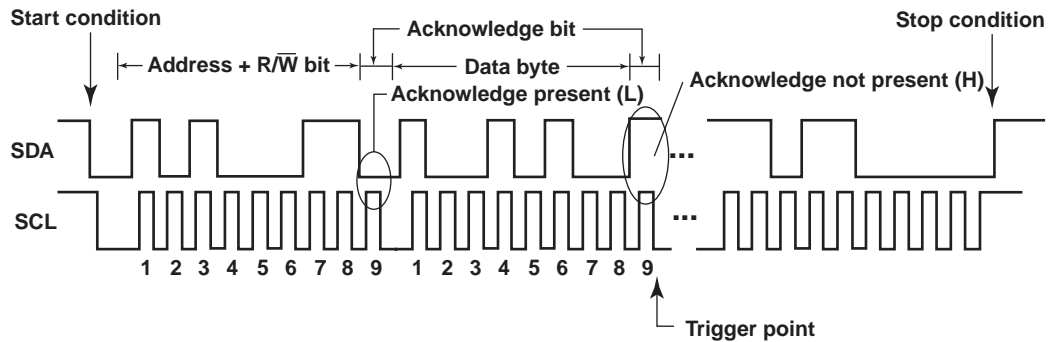 Start condition
Stop condition
Acknowledge bit
Address + R/W̅ bit
Data byte
Acknowledge present (L)
Acknowledge not present (H)
SDA
...
SCL
...
1 2 3 4 5 6 7 8 9 1 2 3 4 5 6 7 8 9
Trigger point